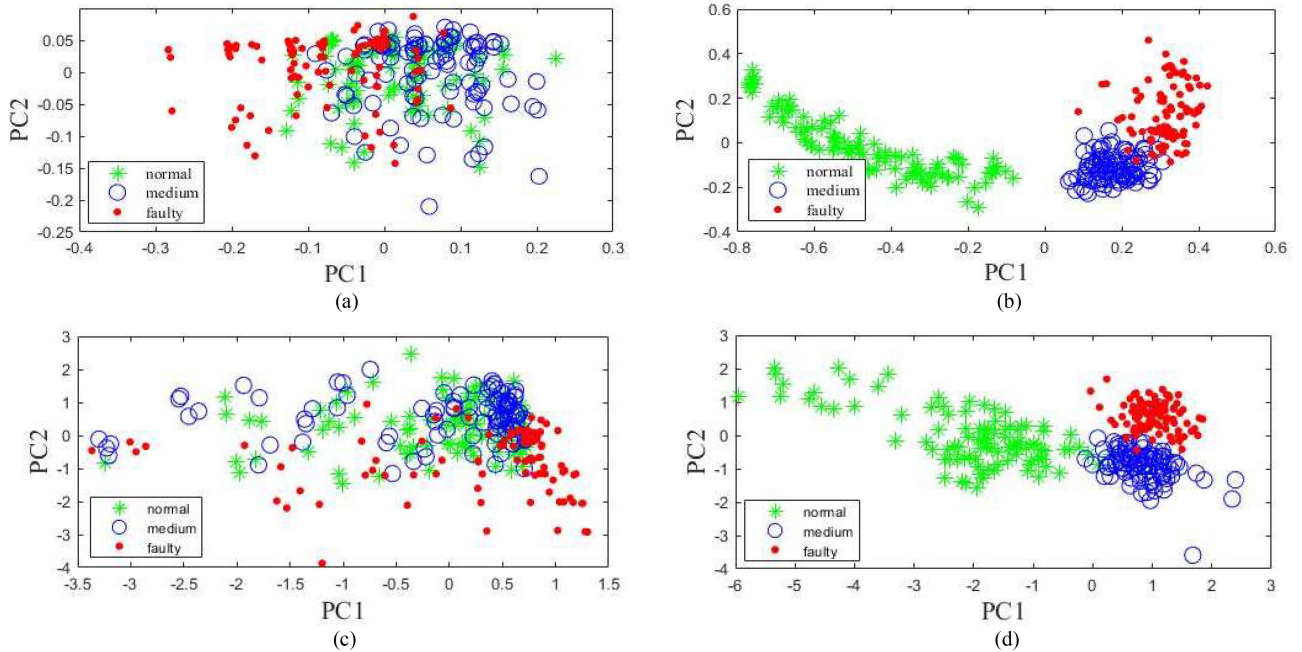 0.05
0
-0.05
-0.1
-0.15
-0.2
-0.25
PC2
normal
medium
faulty
-0.4 -0.3 -0.2 -0.1 0 0.1 0.2 0.3
PC1
(a)
0.6
0.4
0.2
0
-0.2
-0.4
PC2
normal
medium
faulty
-0.8 -0.6 -0.4 -0.2 0 0.2 0.4 0.6
PC1
(b)
3
2
1
0
-1
-2
-3
-4
PC2
normal
medium
faulty
-3.5 -3 -2.5 -2 -1.5 -1 -0.5 0 0.5 1 1.5
PC1
(c)
3
2
1
0
-1
-2
-3
-4
PC2
normal
medium
faulty
-6 -5 -4 -3 -2 -1 0 1 2 3
PC1
(d)